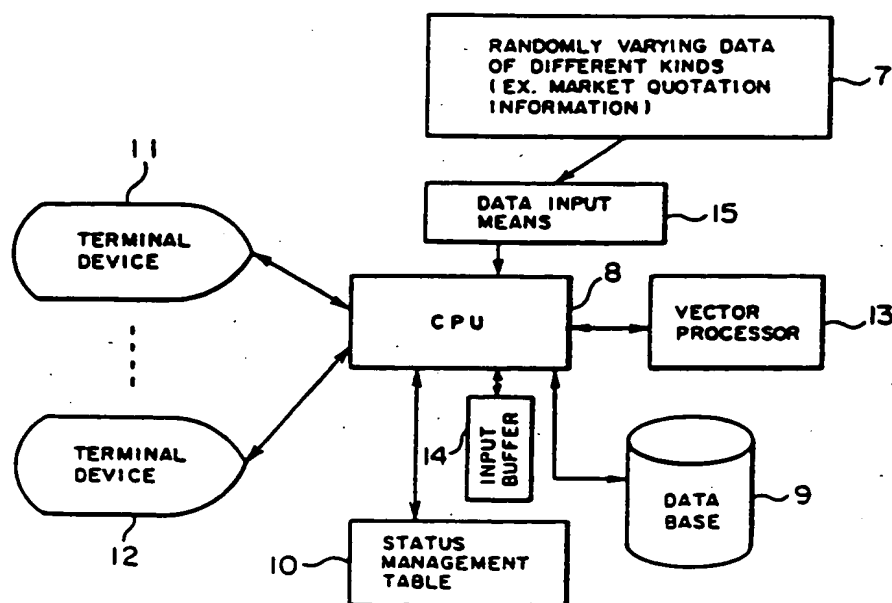 RANDOMLY VARYING DATA
OF DIFFERENT KINDS
(EX. MARKET QUOTATION
INFORMATION)
7
11
DATA INPUT
MEANS
15
TERMINAL
DEVICE
8
CPU
VECTOR
PROCESSOR
13
TERMINAL
DEVICE
14
INPUT
BUFFER
DATA
BASE
9
12
10
STATUS
MANAGEMENT
TABLE